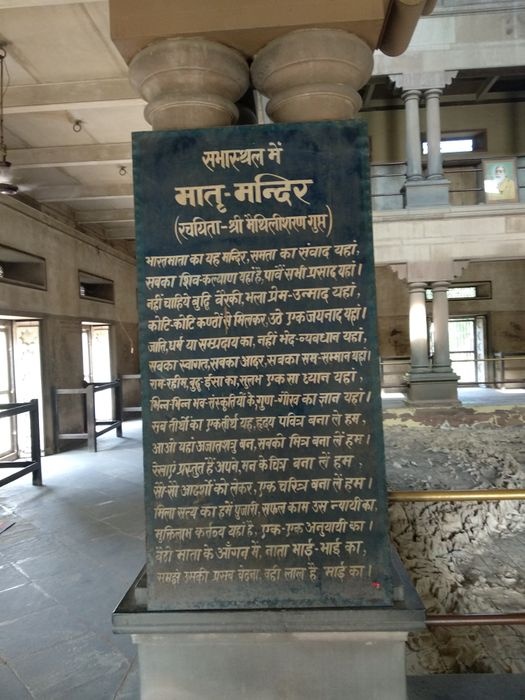 सभास्थल में
मातृ-मन्दिर
(रचयिता-श्री मैथिलीशरण गुप्त)
भारतमाता का यह मन्दिर, समता का संवाद यहां,
सबका शिव-कल्याण यहां है, पावें सभी प्रसाद यहां।
नहीं चाहिये बुद्धि वैर की, भला प्रेम-उन्माद यहां,
कोटि-कोटि कण्ठों से मिलकर, उठे एक जयनाद यहां।
जाति, धर्म या सम्प्रदाय का, नहीं भेद-व्यवधान यहां,
सबका स्वागत, सबका आदर, सबका सम-सम्मान यहां।
राम-रहीम, बुद्ध, ईसा का, सुलभ एक सा ध्यान यहां,
भिन्न-भिन्न भव-संस्कृतियों के, गुण-गौरव का ज्ञान यहां।
सब तीर्थों का एक तीर्थ यह, हृदय पवित्र बना लें हम,
आओ यहां अजातशत्रु बन, सबको मित्र बना लें हम।
रेखाएं प्रस्तुत हैं अपने, मन के चित्र बना लें हम,
सौ-सौ आदर्शों को लेकर, एक चरित्र बना लें हम।
मिला सत्य का हमें पुजारी, सफल काम उस न्यायी का,
मुक्तिलाभ कर्तव्य यहां है, एक-एक अनुयायी का।
बैठो माता के आँगन में, नाता भाई-भाई का,
समझे उसकी प्रसव वेदना, वही लाल है माई का।